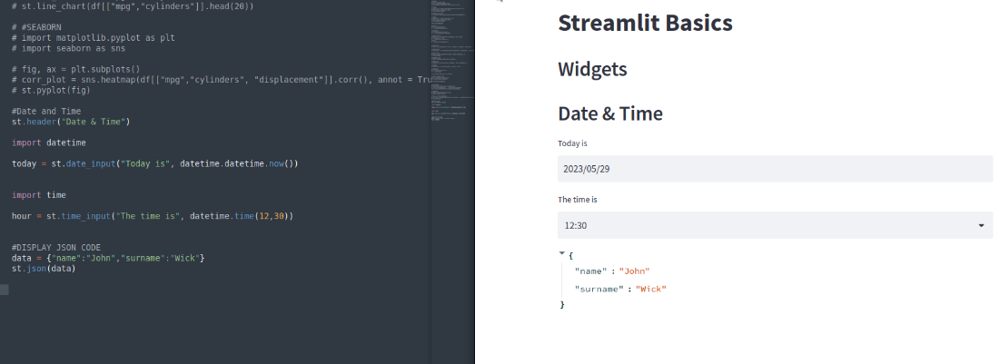 # st.line_chart(df[["mpg","cylinders"]].head(20))
# #SEABORN
# import matplotlib.pyplot as plt
# import seaborn as sns
# fig, ax = plt.subplots()
# corr_plot = sns.heatmap(df[["mpg","cylinders", "displacement"]].corr(), annot = Tru
# st.pyplot(fig)
#Date and Time
st.header("Date & Time")
import datetime
today = st.date_input("Today is", datetime.datetime.now())
import time
hour = st.time_input("The time is", datetime.time(12,30))
#DISPLAY JSON CODE
data = {"name":"John","surname":"Wick"}
st.json(data)
Streamlit Basics
Widgets
Date & Time
Today is
2023/05/29
The time is
12:30
{
"name" : "John"
"surname" : "Wick"
}